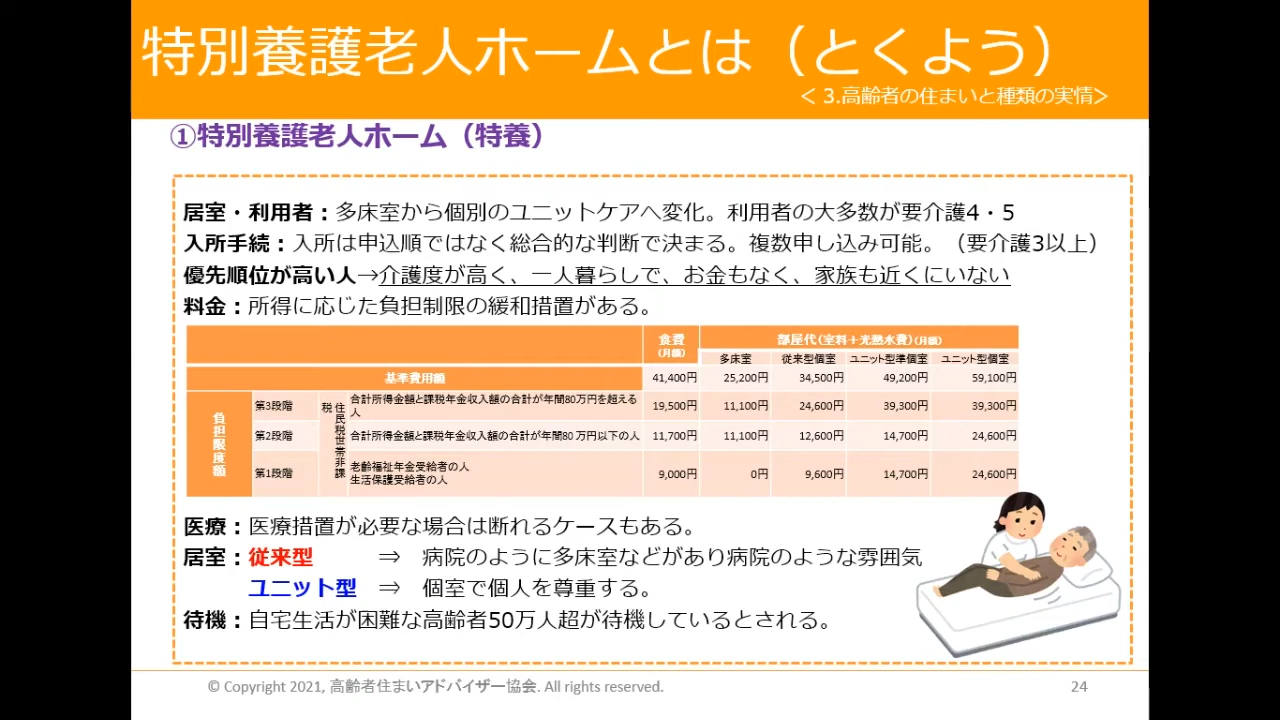 特別養護老人ホームとは（とくよう）
＜ 3.高齢者の住まいと種類の実情＞
①特別養護老人ホーム（特養）
居室・利用者：多床室から個別のユニットケアへ変化。利用者の大多数が要介護4・5
入所手続：入所は申込順ではなく総合的な判断で決まる。複数申し込み可能。（要介護3以上）
優先順位が高い人→介護度が高く、一人暮らしで、お金もなく、家族も近くにいない
料金：所得に応じた負担制限の緩和措置がある。
食費 部屋代（室料＋光熱水費）（月額）
（月額）
多床室 従来型個室 ユニット型準個室 ユニット型個室
基準費用額 41,400円 25,200円 34,500円 49,200円 59,100円
負担限度額
住民税世帯非課税
第3段階 合計所得金額と課税年金収入額の合計が年間80万円を超える人 19,500円 11,100円 24,600円 39,300円 39,300円
第2段階 合計所得金額と課税年金収入額の合計が年間80 万円以下の人 11,700円 11,100円 12,600円 14,700円 24,600円
第1段階 老齢福祉年金受給者の人 9,000円 0円 9,600円 14,700円 24,600円
生活保護受給者の人
医療：医療措置が必要な場合は断れるケースもある。
居室：従来型 ⇒ 病院のように多床室などがあり病院のような雰囲気
ユニット型 ⇒ 個室で個人を尊重する。
待機：自宅生活が困難な高齢者50万人超が待機しているとされる。
© Copyright 2021, 高齢者住まいアドバイザー協会. All rights reserved.
24